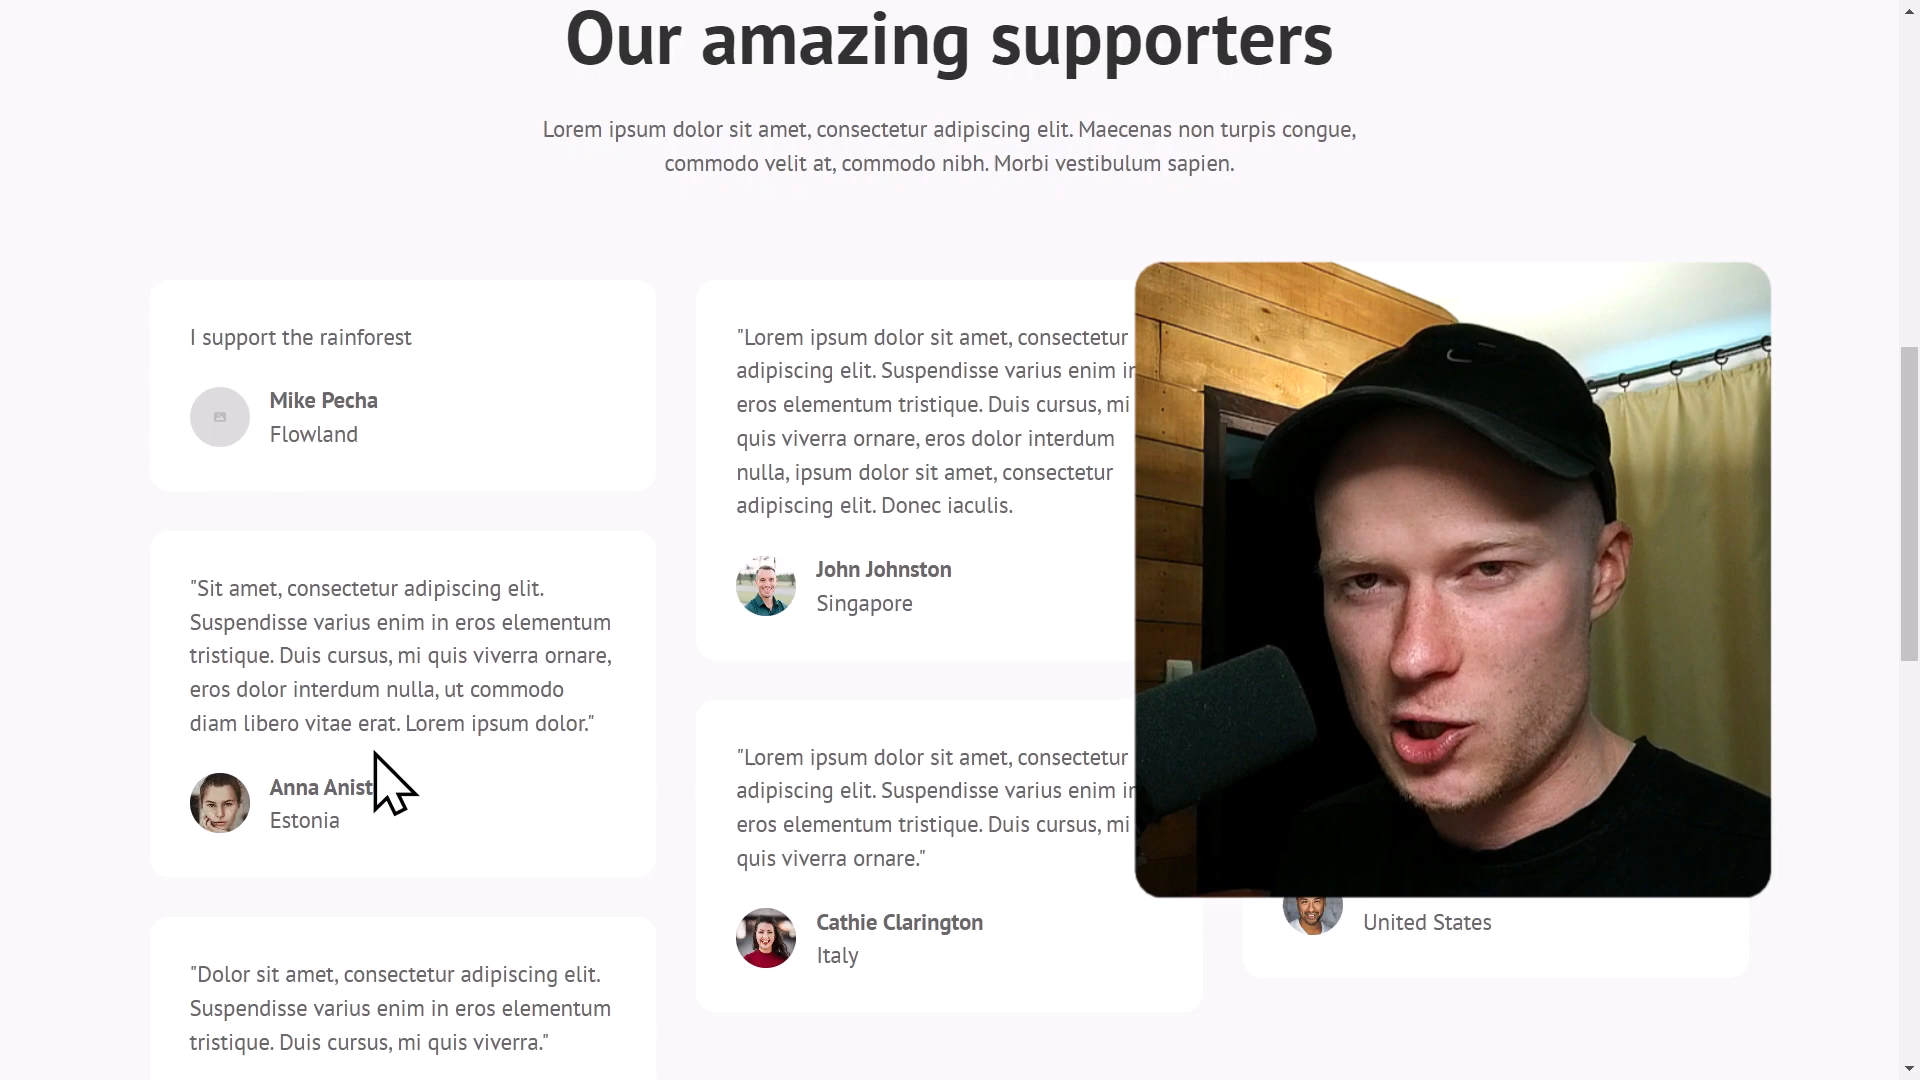 Our amazing supporters
Lorem ipsum dolor sit amet, consectetur adipiscing elit. Maecenas non turpis congue,
commodo velit at, commodo nibh. Morbi vestibulum sapien.
I support the rainforest
Mike Pecha
Flowland
"Sit amet, consectetur adipiscing elit.
Suspendisse varius enim in eros elementum
tristique. Duis cursus, mi quis viverra ornare,
eros dolor interdum nulla, ut commodo
diam libero vitae erat. Lorem ipsum dolor."
Anna
Estonia
"Dolor sit amet, consectetur adipiscing elit.
Suspendisse varius enim in eros elementum
tristique. Duis cursus, mi quis viverra."
"Lorem ipsum dolor sit amet, consectetur
adipiscing elit. Suspendisse varius enim
eros elementum tristique. Duis cursus, mi
quis viverra ornare, eros dolor interdum
nulla, ipsum dolor sit amet, consectetur
adipiscing elit. Donec iaculis.
John Johnston
Singapore
"Lorem ipsum dolor sit amet, consectetur
adipiscing elit. Suspendisse varius enim
eros elementum tristique. Duis cursus, mi
quis viverra ornare."
Cathie Clarington
Italy
United States